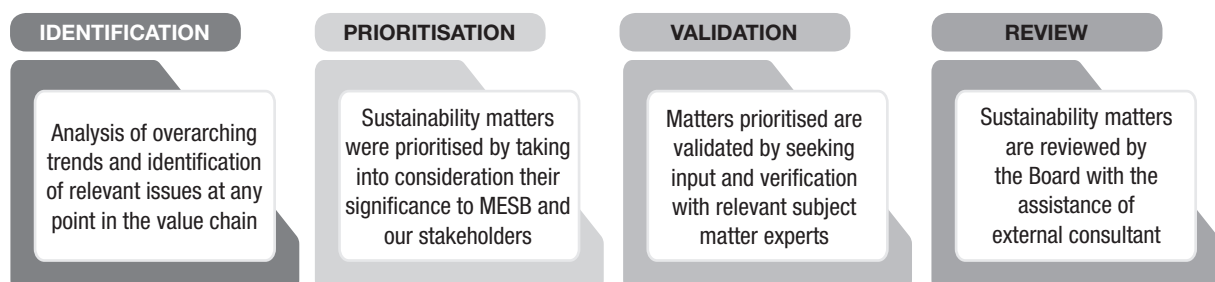 IDENTIFICATION
Analysis of overarching
trends and identification
of relevant issues at any
point in the value chain
PRIORITISATION
Sustainability matters
were prioritised by taking
into consideration their
significance to MESB and
our stakeholders
VALIDATION
Matters prioritised are
validated by seeking
input and verification
with relevant subject
matter experts
REVIEW
Sustainability matters
are reviewed by
the Board with the
assistance of
external consultant